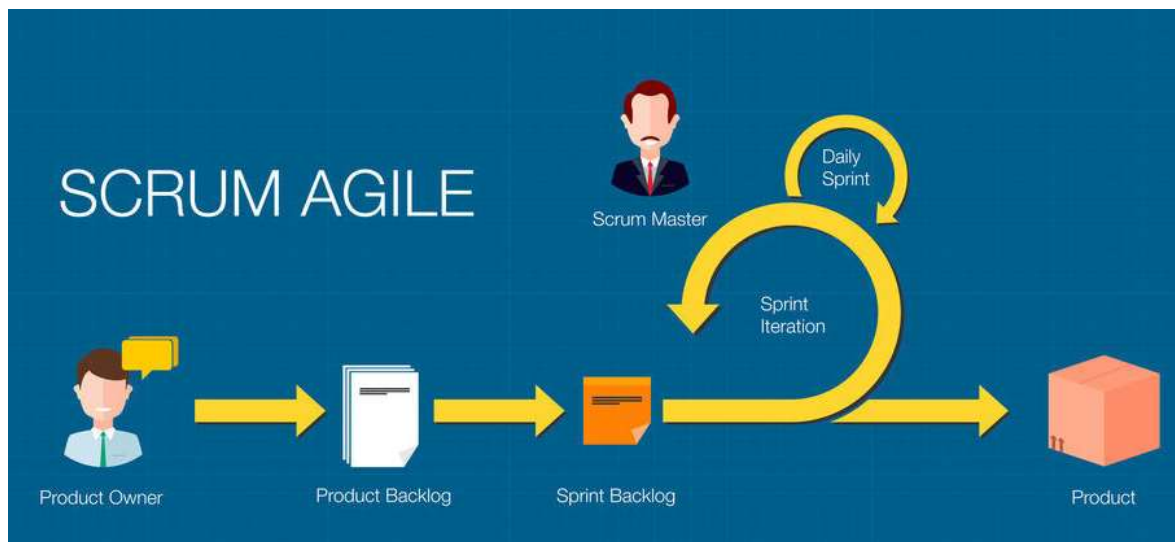 SCRUM AGILE
Scrum Master
Daily
Sprint
Sprint
Iteration
Product Owner
Product Backlog
Sprint Backlog
Product